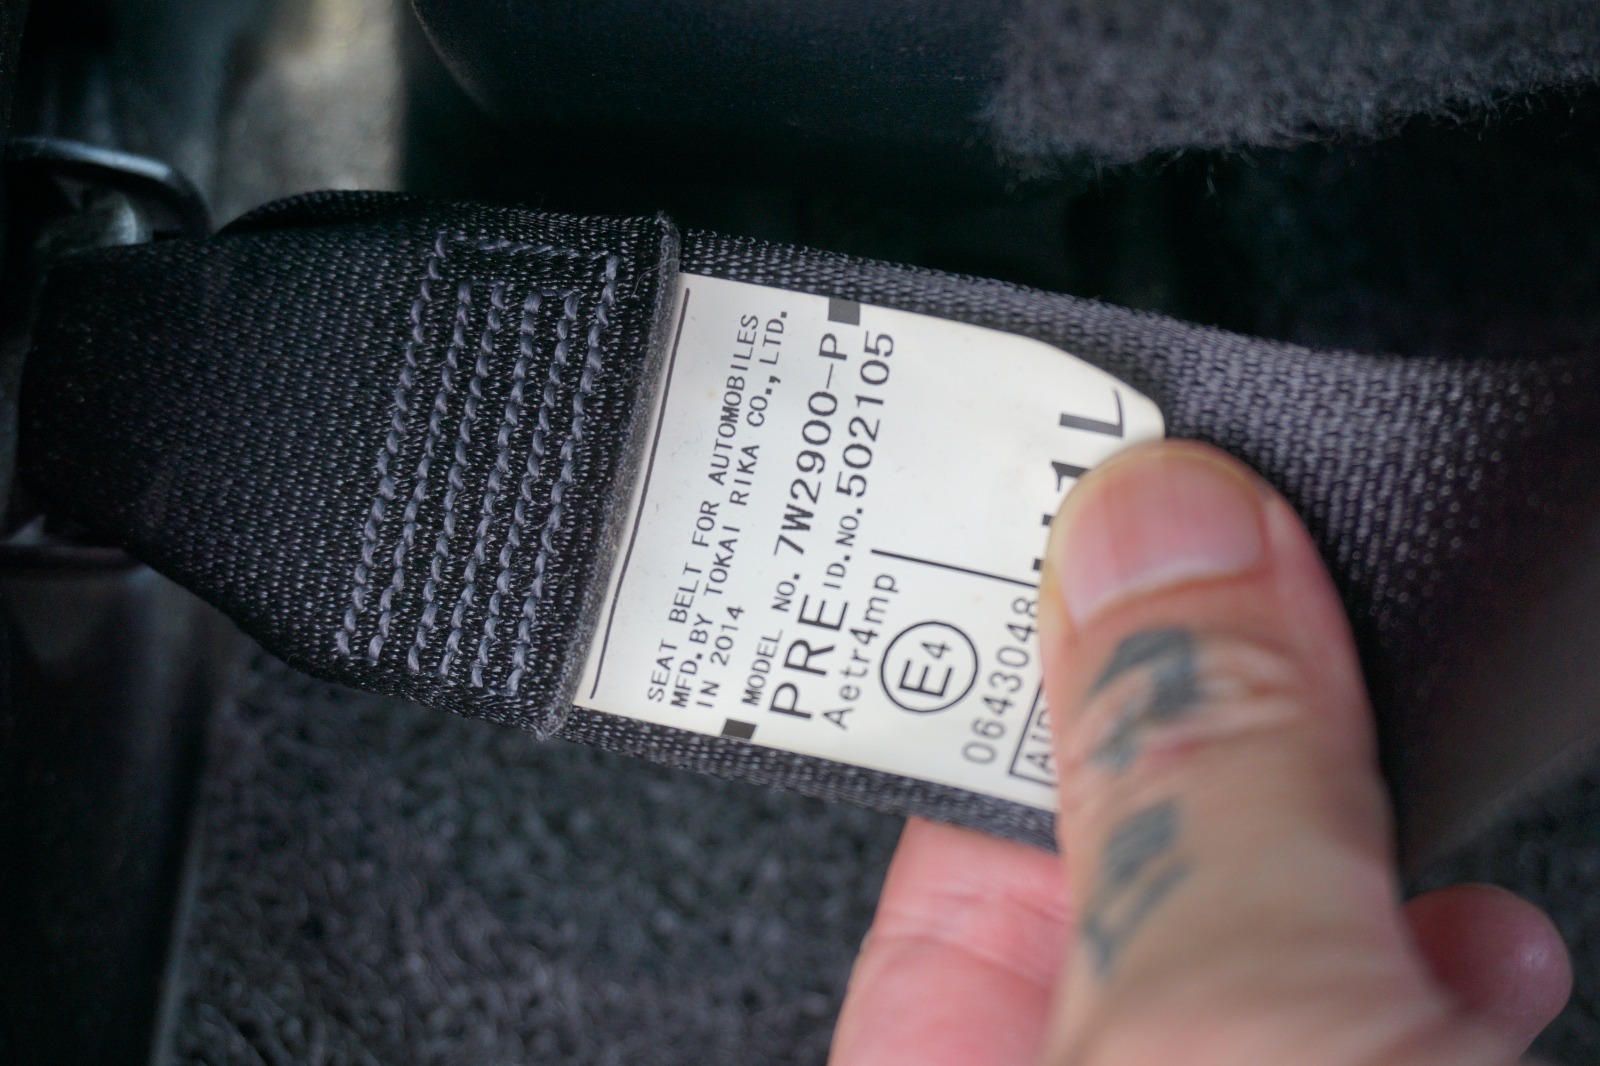 SEAT BELT FOR AUTOMOBILES
MFD. BY TOKAI RIKA CO., LTD.
IN 2014
MODEL NO. 7W2900-P
PRE ID. NO. 502105
Aetr4mp
E4
0643048
1L